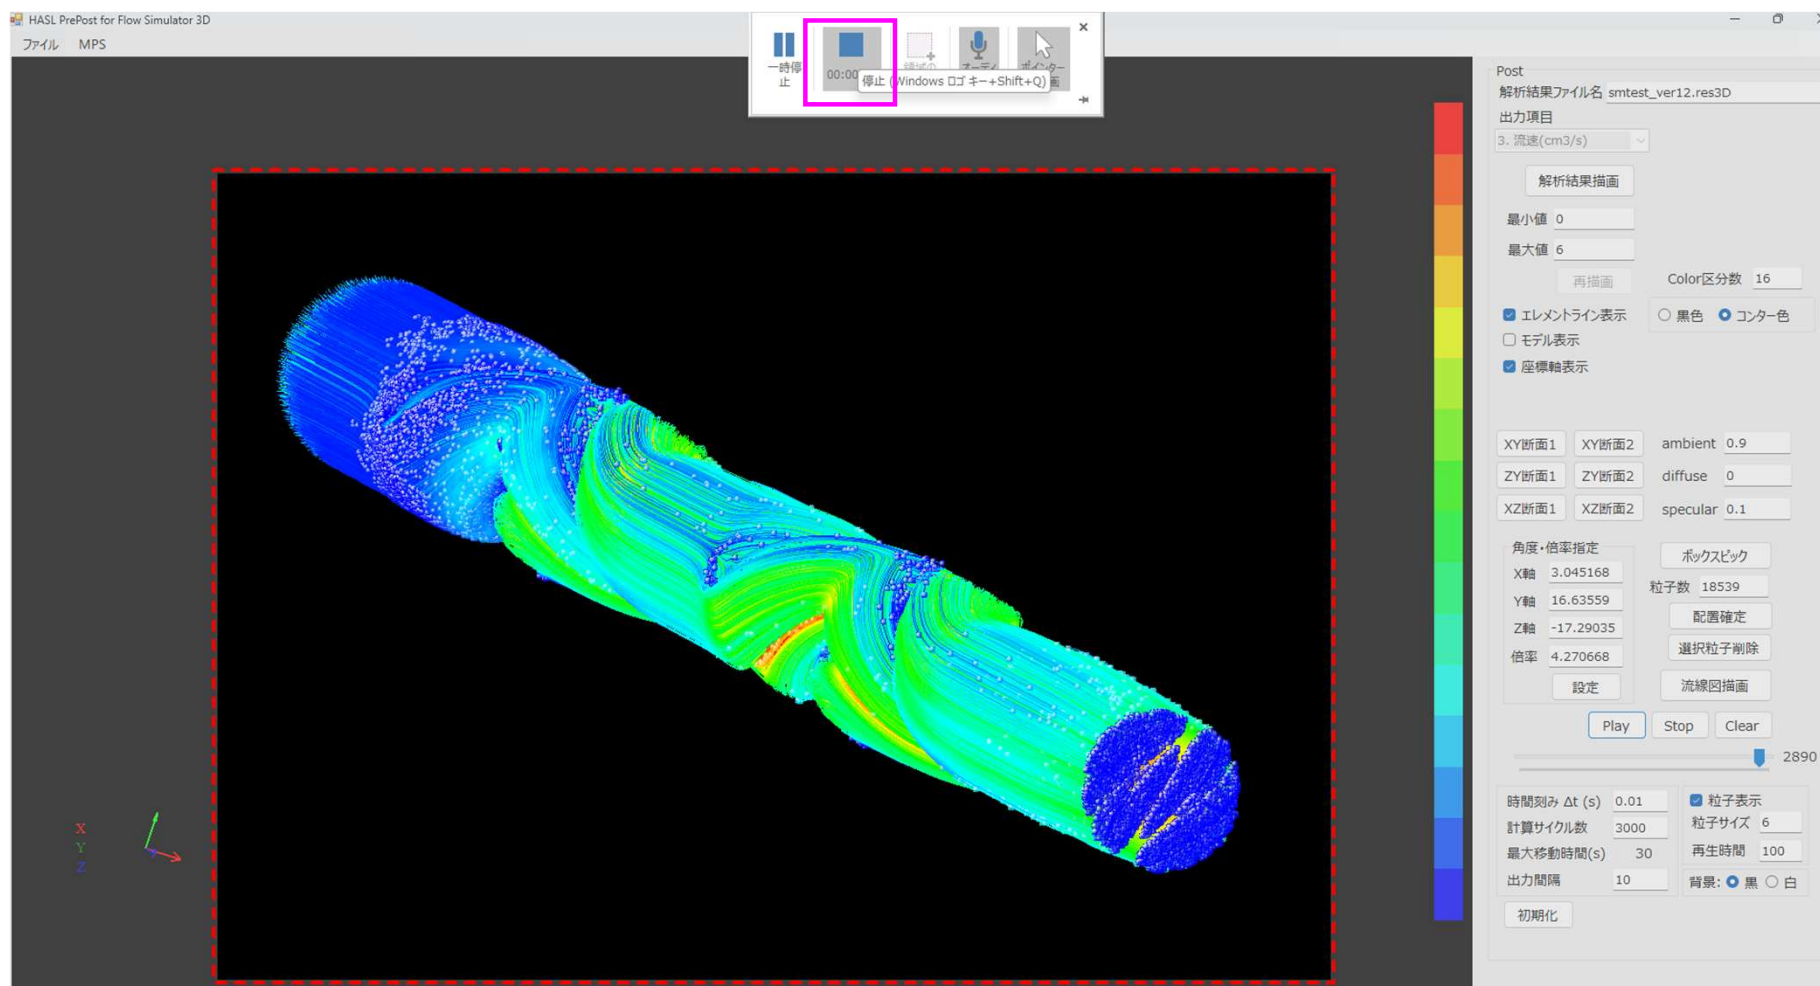 HASL PrePost for Flow Simulator 3D
ファイル MPS
一時停止
00:00
停止 (Windows ロゴ キー+Shift+Q)
Post
解析結果ファイル名 smtest_ver12.res3D
出力項目
3. 流速(cm3/s)
解析結果描画
最小値 0
最大値 6
再描画 Color区分数 16
エレメントライン表示 黒色 コンター色
モデル表示
座標軸表示
XY断面1 XY断面2 ambient 0.9
ZY断面1 ZY断面2 diffuse 0
XZ断面1 XZ断面2 specular 0.1
角度・倍率指定 ボックスピック
X軸 3.045168 粒子数 18539
Y軸 16.63559 配置確定
Z軸 -17.29035 選択粒子削除
倍率 4.270668
設定 流線図描画
Play Stop Clear
2890
時間刻み Δt (s) 0.01 粒子表示
計算サイクル数 3000 粒子サイズ 6
最大移動時間(s) 30 再生時間 100
出力間隔 10 背景: 黒 白
初期化
X
Y
Z